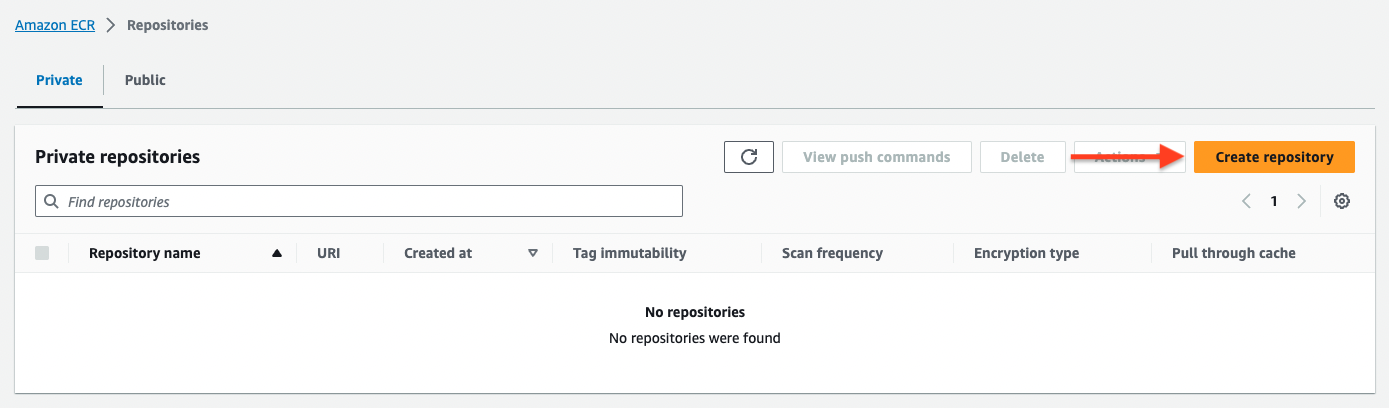 Amazon ECR > Repositories
Private Public
Private repositories
View push commands Delete Actions Create repository
Find repositories
1
Repository name URI Created at Tag immutability Scan frequency Encryption type Pull through cache
No repositories
No repositories were found